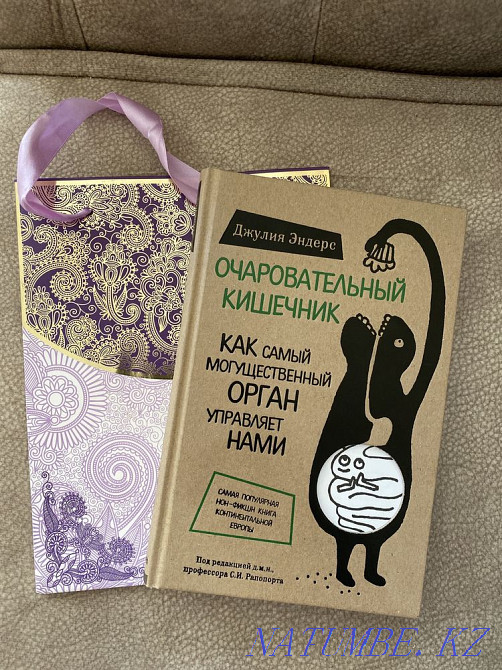 Джулия Эндерс
ОЧАРОВАТЕЛЬНЫЙ
КИШЕЧНИК
КАК САМЫЙ
МОГУЩЕСТВЕННЫЙ
ОРГАН
УПРАВЛЯЕТ
НАМИ
САМАЯ ПОПУЛЯРНАЯ
НОН-ФИКШН КНИГА
КОНТИНЕНТАЛЬНОЙ
ЕВРОПЫ
Под редакцией д.м.н.,
профессора С.И. Рапопорта
NATUMBE.KZ